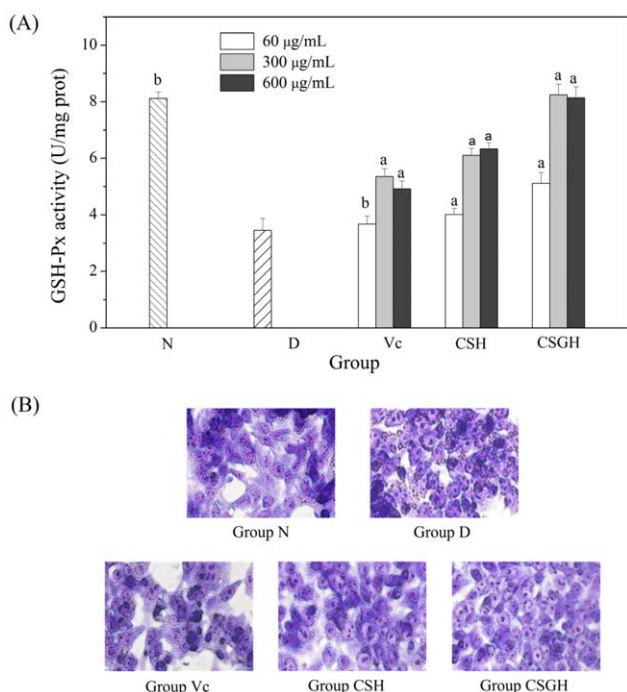 (A)
10
8
6
4
2
0
GSH-Px activity (U/mg prot)
60 μg/mL
300 μg/mL
600 μg/mL
b
b
a
a
a
a
a
a
a
a
N
D
Vc
CSH
CSGH
Group
(B)
Group N
Group D
Group Vc
Group CSH
Group CSGH